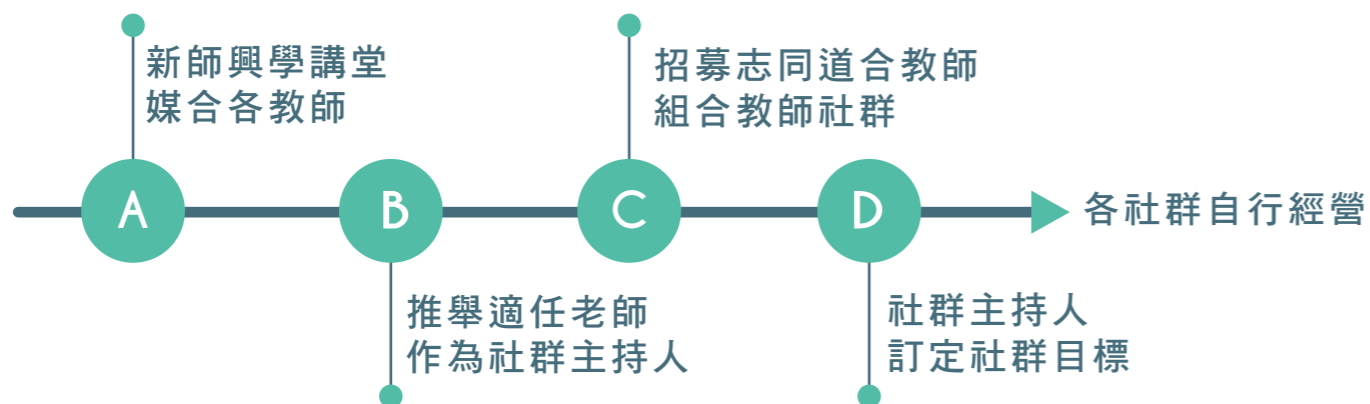 新師興學講堂
媒合各教師
招募志同道合教師
組合教師社群
A
B
C
D
各社群自行經營
推舉適任老師
作為社群主持人
社群主持人
訂定社群目標